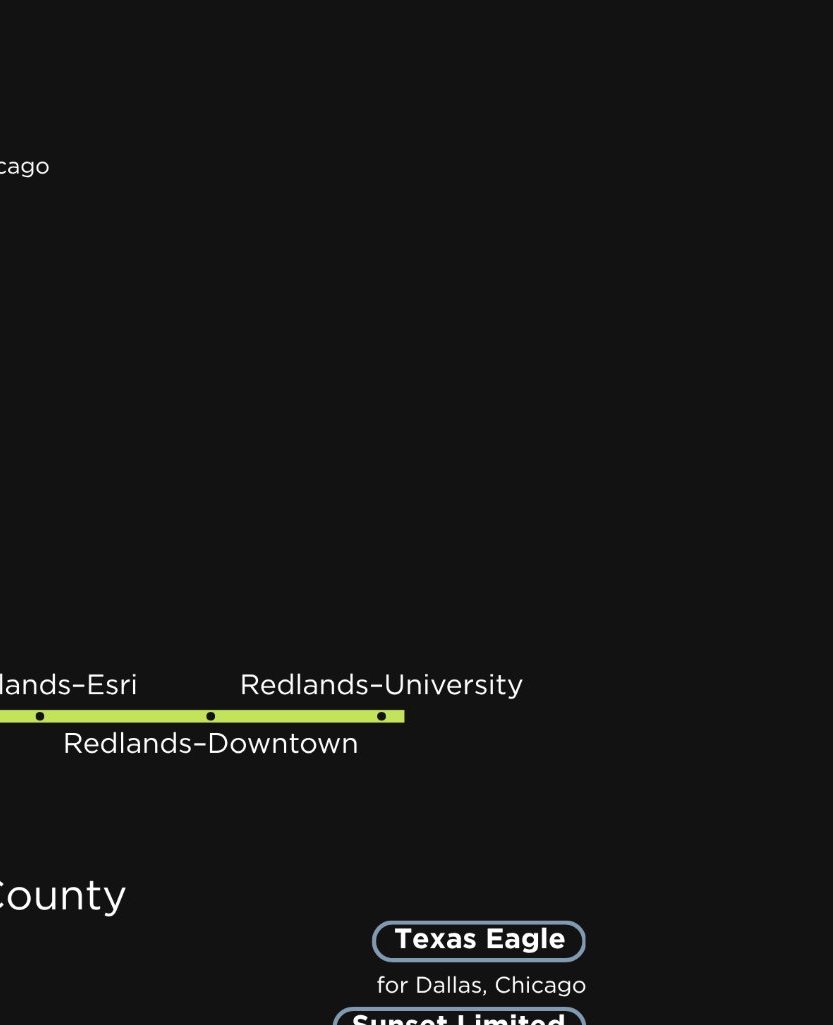 cago
lands–Esri
Redlands–University
Redlands–Downtown
County
Texas Eagle
for Dallas, Chicago
Sunset Limited